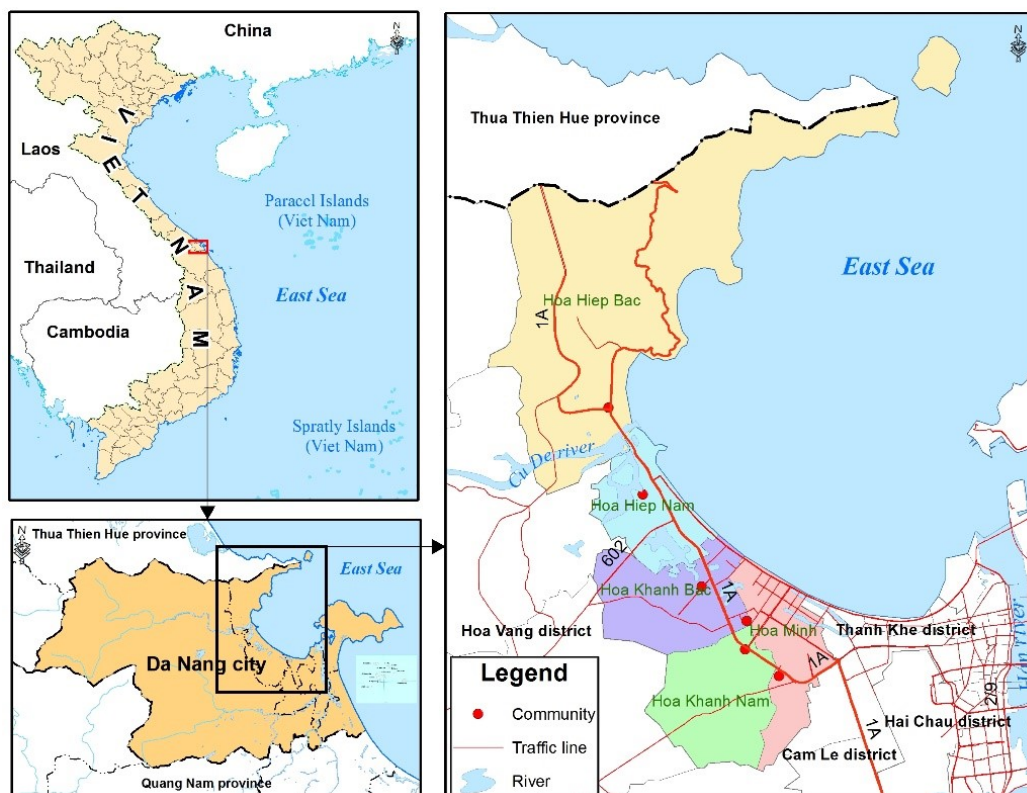 China
N
Laos
VIETNAM
Paracel Islands
(Viet Nam)
Thailand
East Sea
Cambodia
Spratly Islands
(Viet Nam)
N
Thua Thien Hue province
East Sea
Da Nang city
Quang Nam province
N
Thua Thien Hue province
East Sea
Hoa Hiep Bac
1A
Cu De river
Hoa Hiep Nam
602
Hoa Khanh Bac
1A
Hoa Minh
Hoa Vang district
Thanh Khe district
Han river
1A
Hoa Khanh Nam
2/9
Hai Chau district
1A
Cam Le district
Legend
Community
Traffic line
River